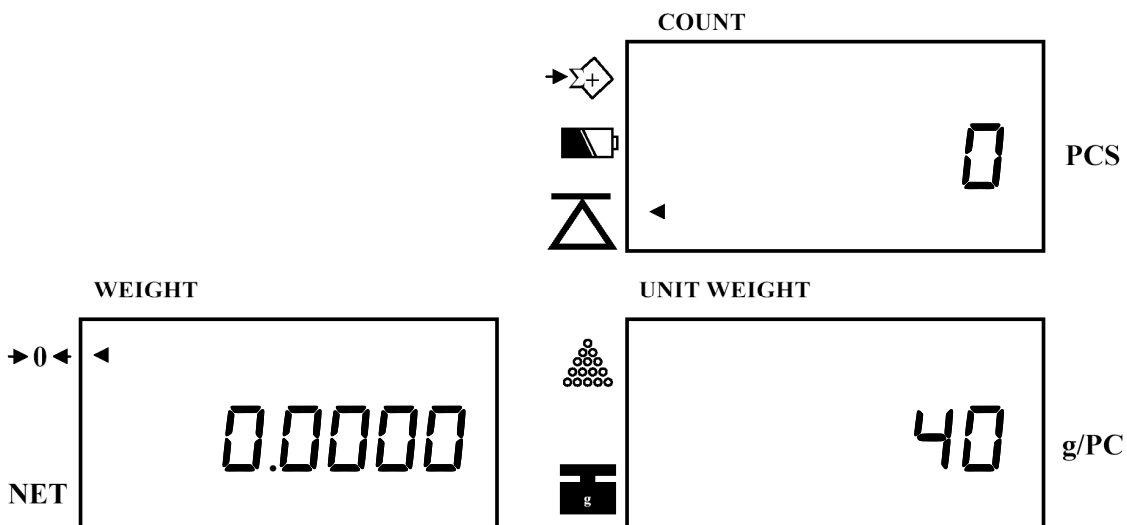 COUNT
Σ+
0
PCS
WEIGHT
UNIT WEIGHT
0
0.0000
40
g/PC
NET
g